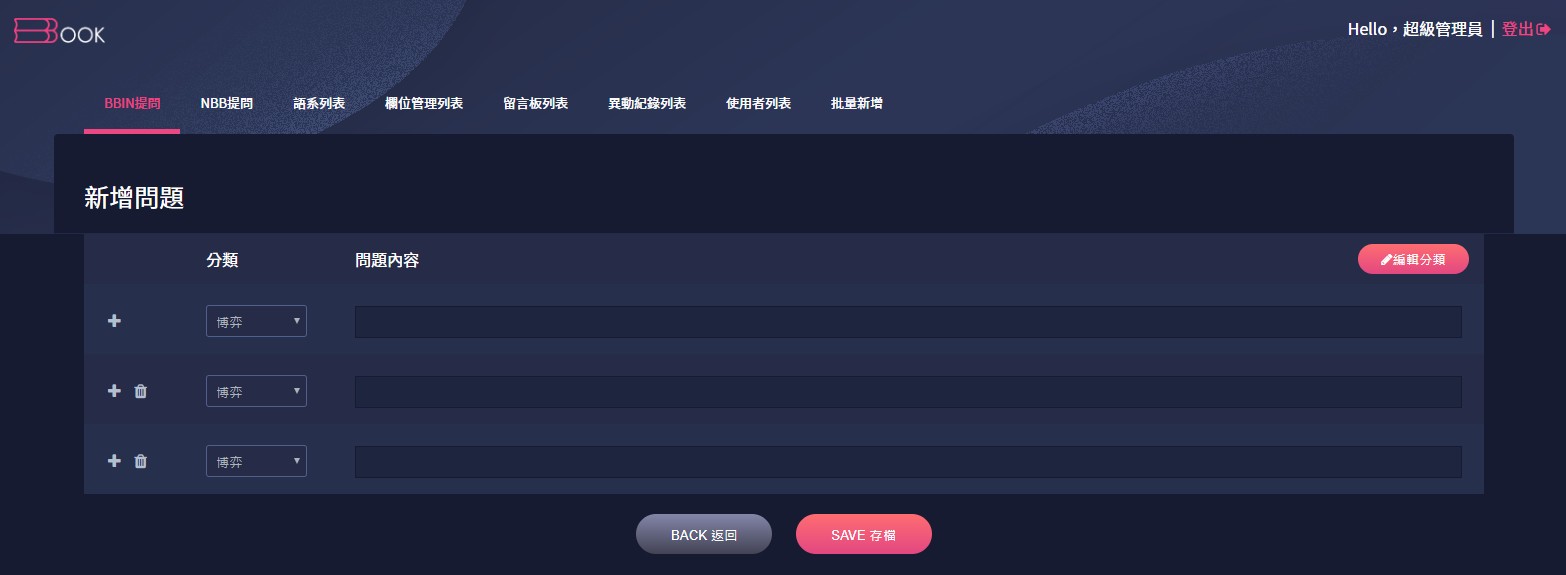 BBOOK
Hello，超級管理員 | 登出
BBIN提問 NBB提問 語系列表 欄位管理列表 留言板列表 異動紀錄列表 使用者列表 批量新增
新增問題
分類 問題內容 編輯分類
博弈
博弈
博弈
BACK 返回 SAVE 存檔